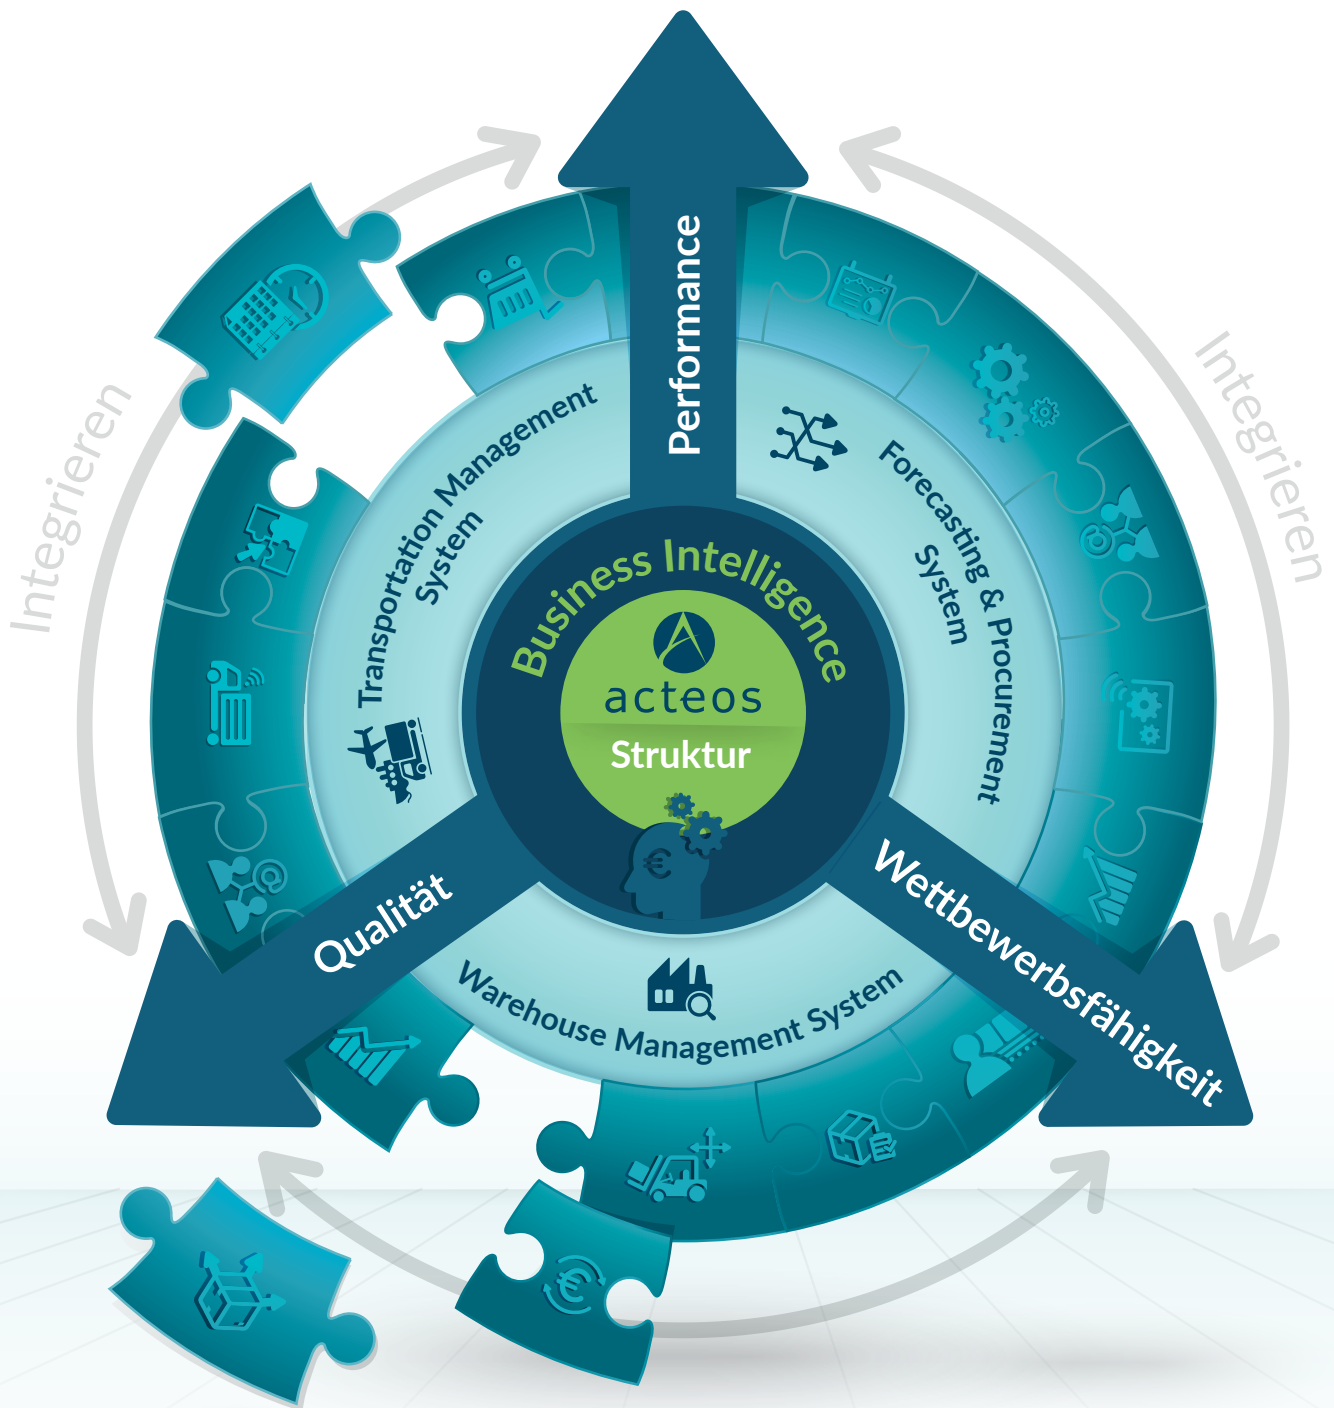 Performance
Integrieren
Integrieren
Transportation Management
System
Forecasting & Procurement
System
Business Intelligence
acteos
Struktur
Qualität
Wettbewerbsfähigkeit
Warehouse Management System